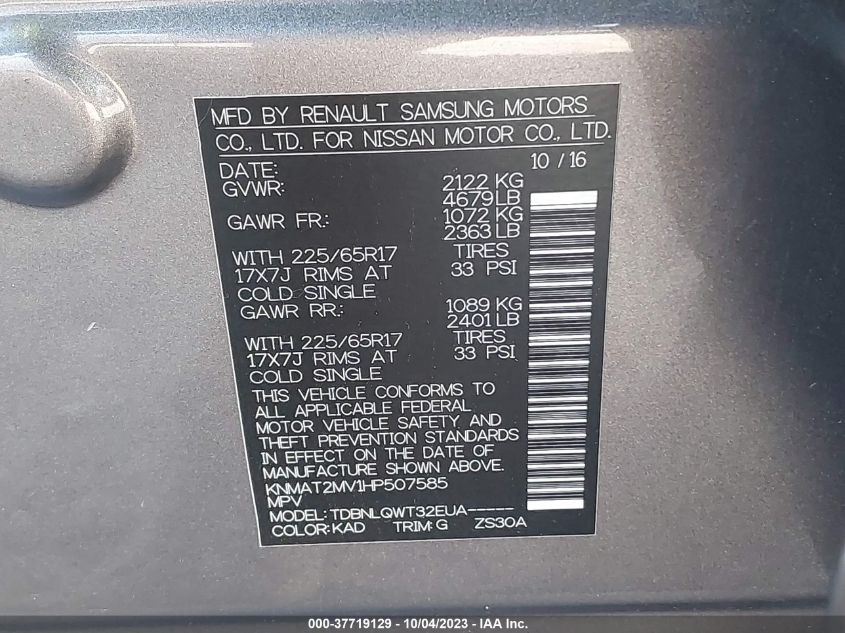 MFD BY RENAULT SAMSUNG MOTORS
CO., LTD. FOR NISSAN MOTOR CO., LTD.
DATE: 10 / 16
GVWR: 2122 KG
4679 LB
GAWR FR: 1072 KG
2363 LB
WITH 225/65R17 TIRES
17X7J RIMS AT 33 PSI
COLD SINGLE
GAWR RR: 1089 KG
2401 LB
WITH 225/65R17 TIRES
17X7J RIMS AT 33 PSI
COLD SINGLE
THIS VEHICLE CONFORMS TO
ALL APPLICABLE FEDERAL
MOTOR VEHICLE SAFETY AND
THEFT PREVENTION STANDARDS
IN EFFECT ON THE DATE OF
MANUFACTURE SHOWN ABOVE.
KNMAT2MV1HP507585
MPV
MODEL: TDBNLQWT32EUA-----
COLOR: KAD TRIM: G ZS30A
000-37719129 - 10/04/2023 - IAA Inc.